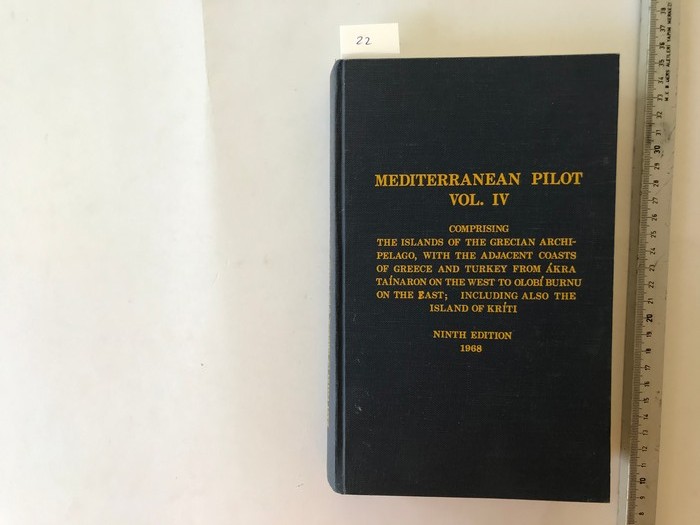 22
MEDITERRANEAN PILOT
VOL. IV
COMPRISING
THE ISLANDS OF THE GRECIAN ARCHI-
PELAGO, WITH THE ADJACENT COASTS
OF GREECE AND TURKEY FROM ÁKRA
TAÍNARON ON THE WEST TO OLOBÍ BURNU
ON THE EAST; INCLUDING ALSO THE
ISLAND OF KRÍTI
NINTH EDITION
1968